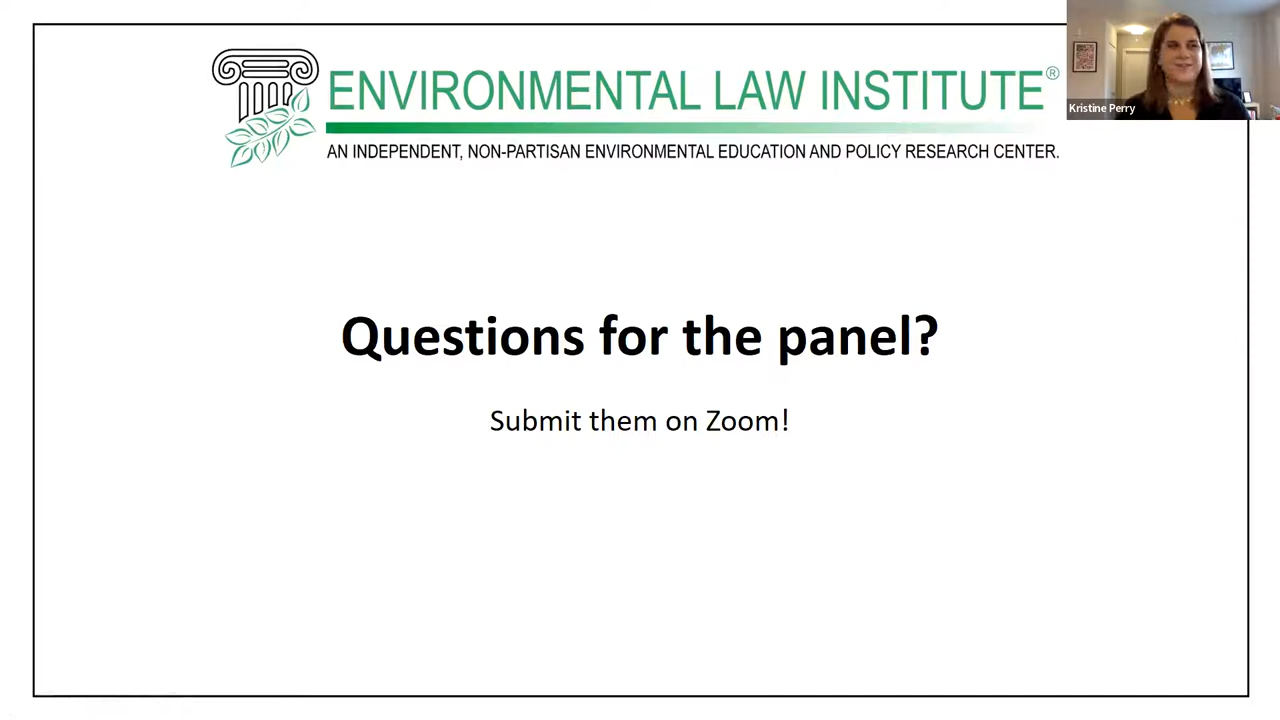 ENVIRONMENTAL LAW INSTITUTE®
AN INDEPENDENT, NON-PARTISAN ENVIRONMENTAL EDUCATION AND POLICY RESEARCH CENTER.
Kristine Perry
Questions for the panel?
Submit them on Zoom!